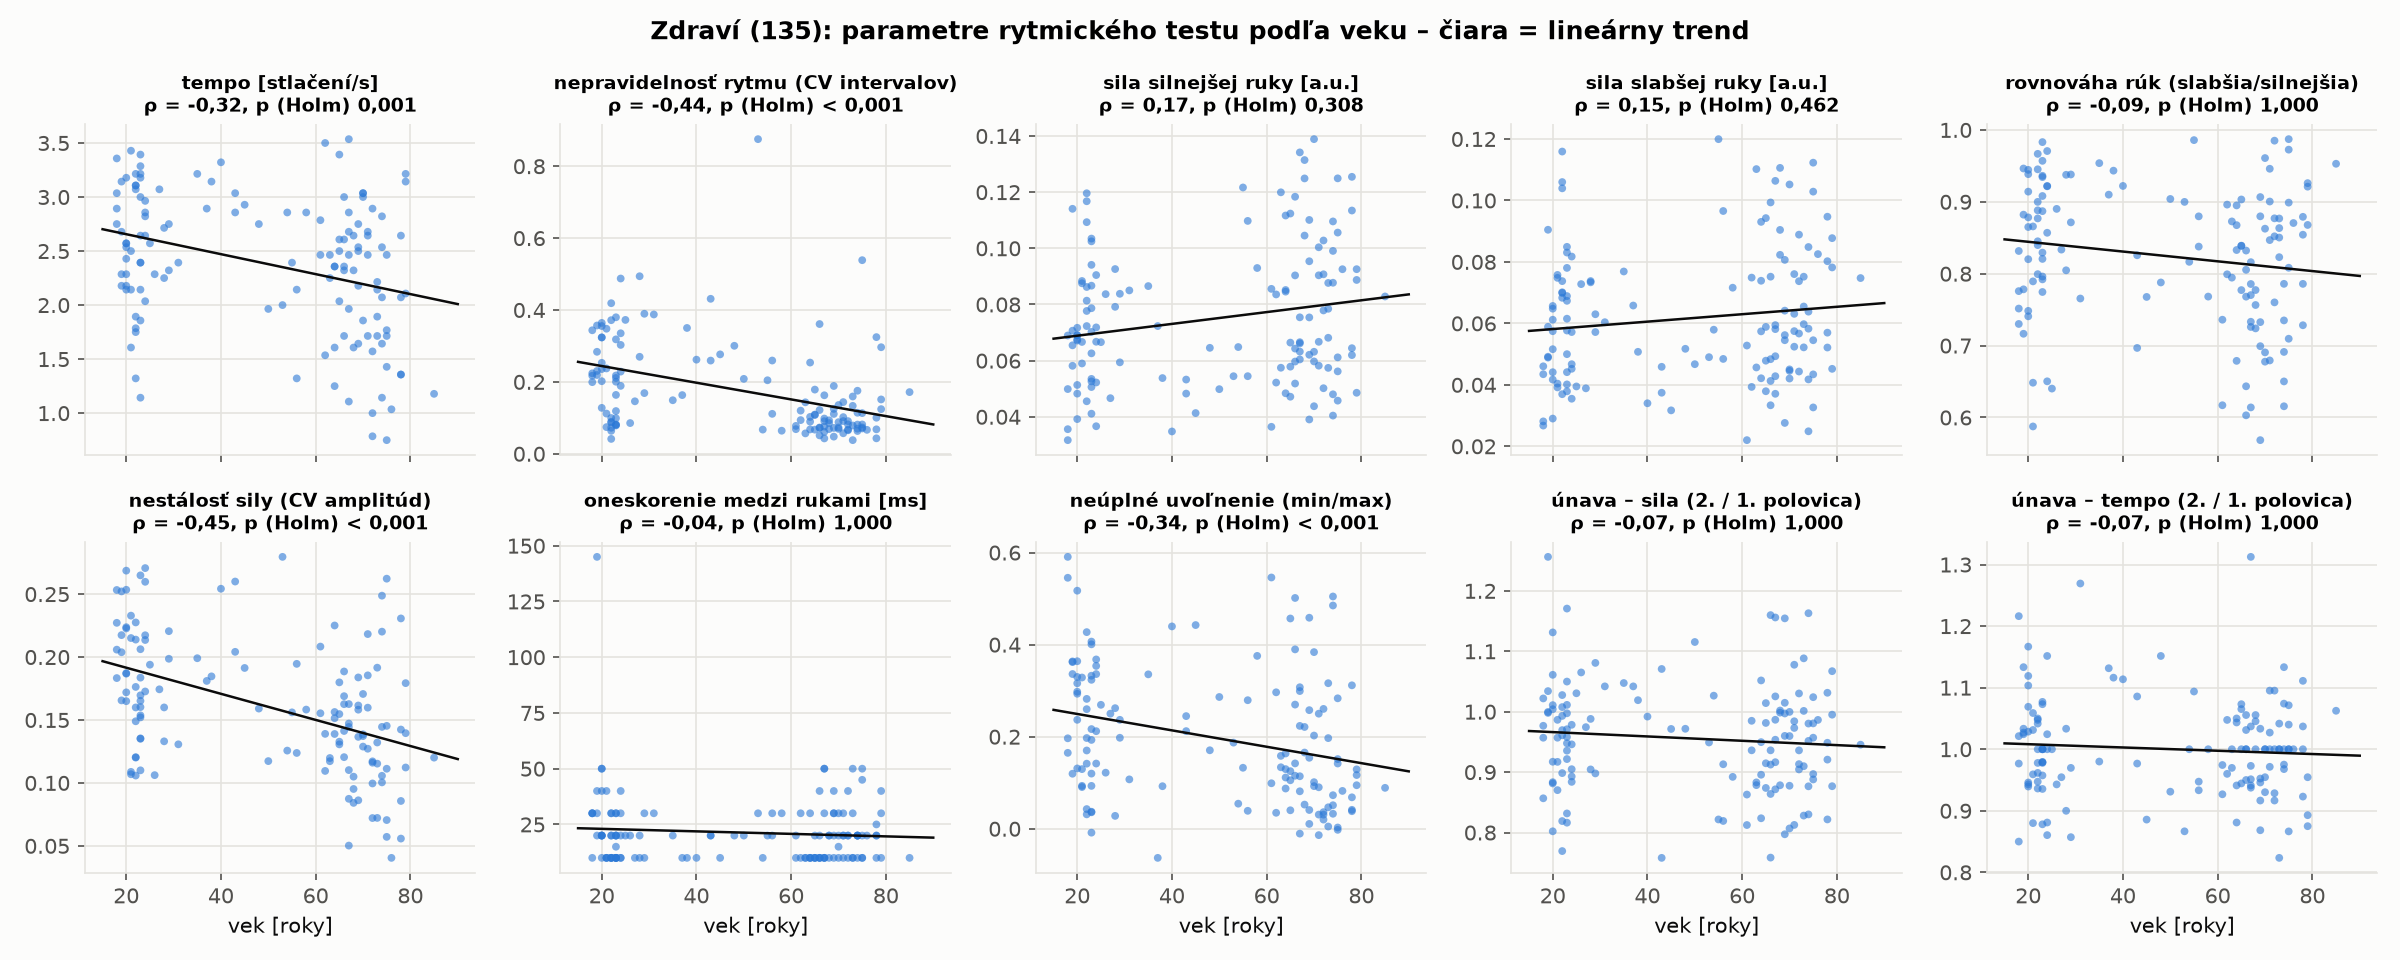 Zdraví (135): parametre rytmického testu podľa veku – čiara = lineárny trend
tempo [stlačení/s]
ρ = -0,32, p (Holm) 0,001
nepravidelnosť rytmu (CV intervalov)
ρ = -0,44, p (Holm) < 0,001
sila silnejšej ruky [a.u.]
ρ = 0,17, p (Holm) 0,308
sila slabšej ruky [a.u.]
ρ = 0,15, p (Holm) 0,462
rovnováha rúk (slabšia/silnejšia)
ρ = -0,09, p (Holm) 1,000
3.5
3.0
2.5
2.0
1.5
1.0
0.8
0.6
0.4
0.2
0.0
0.14
0.12
0.10
0.08
0.06
0.04
0.12
0.10
0.08
0.06
0.04
0.02
1.0
0.9
0.8
0.7
0.6
nestálosť sily (CV amplitúd)
ρ = -0,45, p (Holm) < 0,001
oneskorenie medzi rukami [ms]
ρ = -0,04, p (Holm) 1,000
neúplné uvoľnenie (min/max)
ρ = -0,34, p (Holm) < 0,001
únava – sila (2. / 1. polovica)
ρ = -0,07, p (Holm) 1,000
únava – tempo (2. / 1. polovica)
ρ = -0,07, p (Holm) 1,000
0.25
0.20
0.15
0.10
0.05
20 40 60 80
vek [roky]
150
125
100
75
50
25
20 40 60 80
vek [roky]
0.6
0.4
0.2
0.0
20 40 60 80
vek [roky]
1.2
1.1
1.0
0.9
0.8
20 40 60 80
vek [roky]
1.3
1.2
1.1
1.0
0.9
0.8
20 40 60 80
vek [roky]